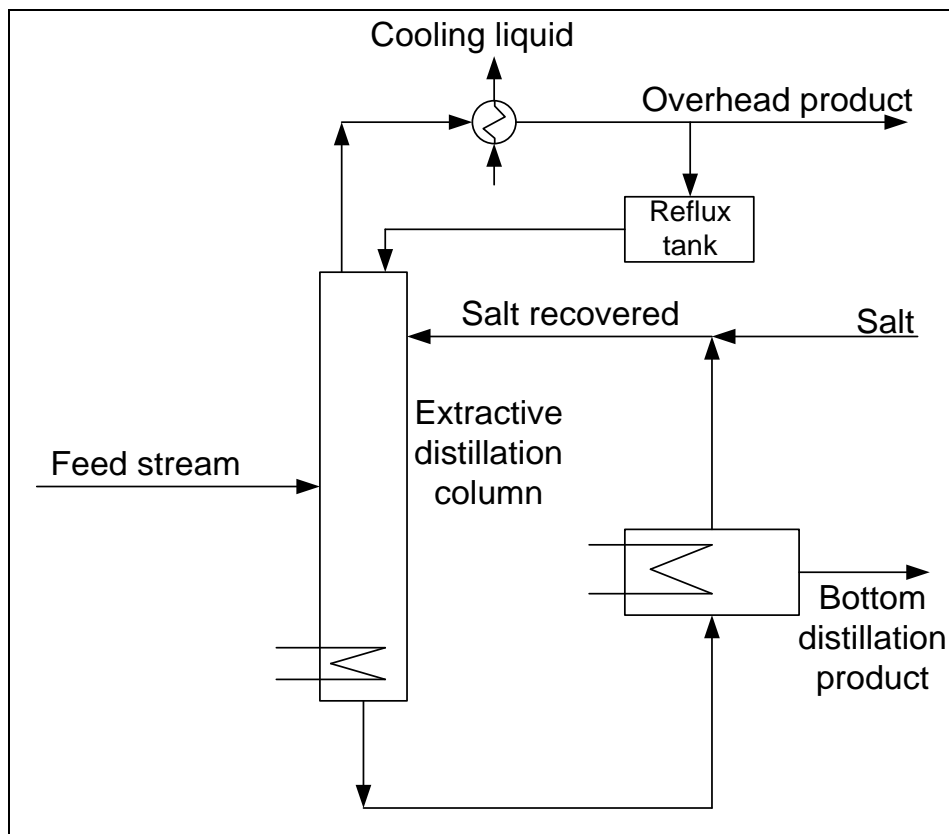 Cooling liquid
Overhead product
Reflux
tank
Salt recovered
Salt
Extractive
distillation
column
Feed stream
Bottom
distillation
product